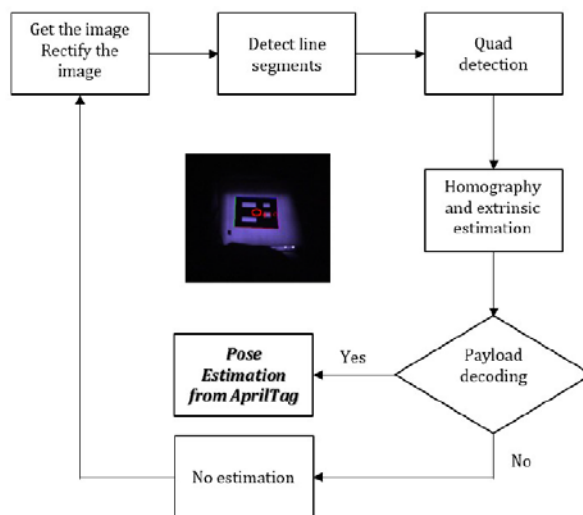 Get the image
Rectify the
image
Detect line
segments
Quad
detection
Homography
and extrinsic
estimation
Payload
decoding
Yes
Pose
Estimation
from AprilTag
No
No estimation